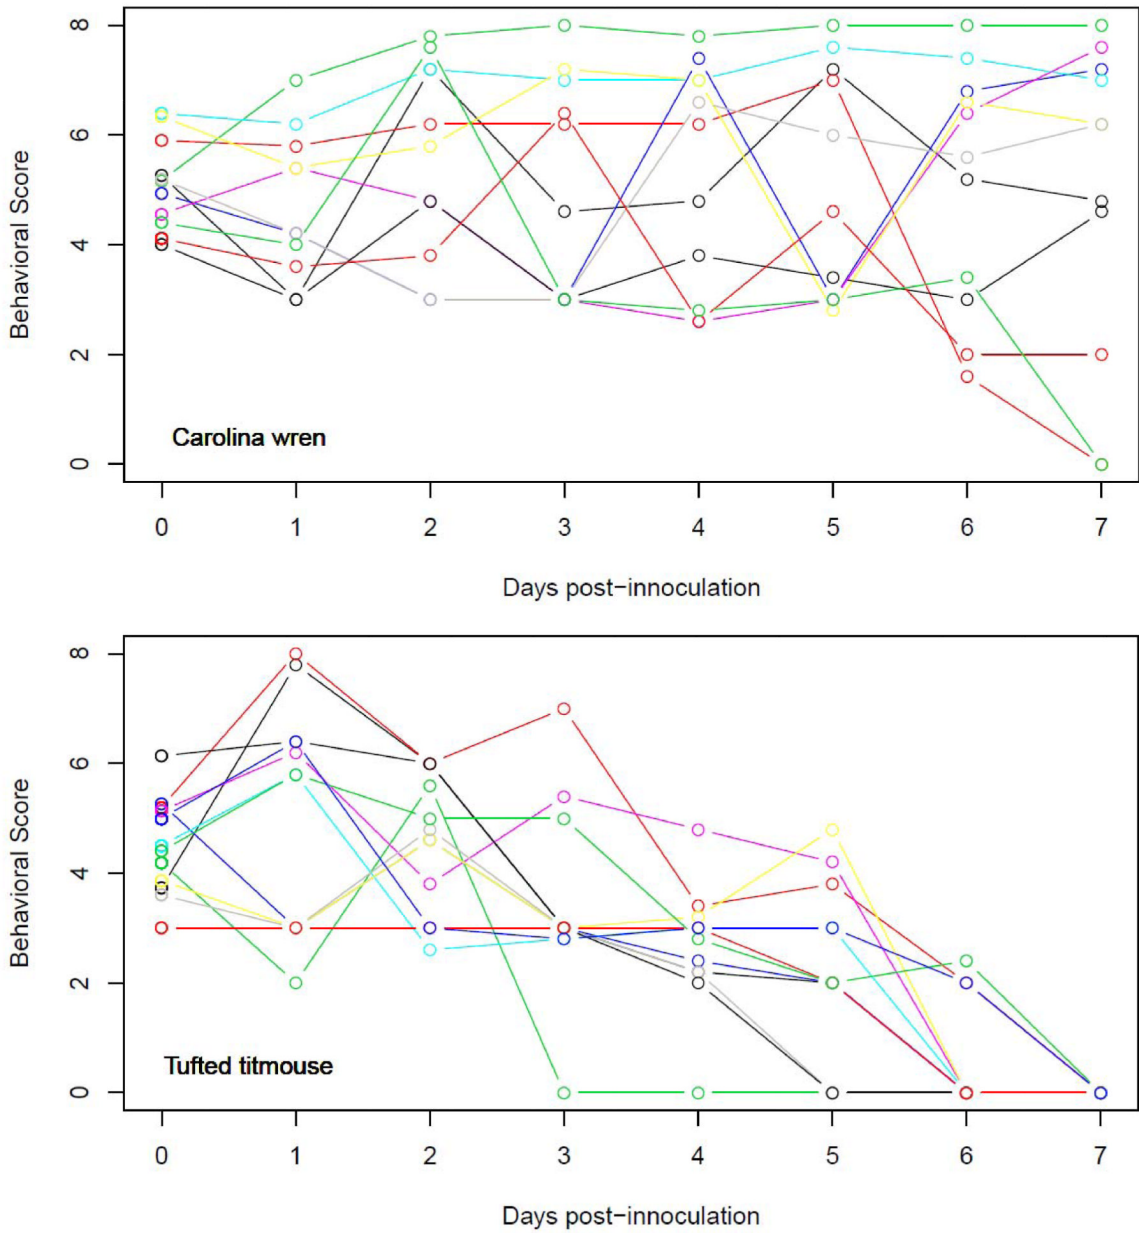 8
6
4
2
0
Behavioral Score
Carolina wren
0 1 2 3 4 5 6 7
Days post-innoculation
8
6
4
2
0
Behavioral Score
Tufted titmouse
0 1 2 3 4 5 6 7
Days post-innoculation